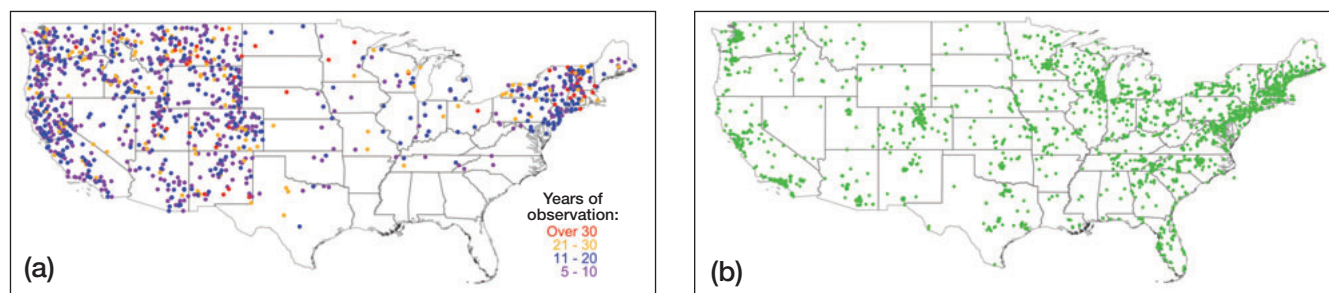 (a)
Years of
observation:
Over 30
21 - 30
11 - 20
5 - 10
(b)